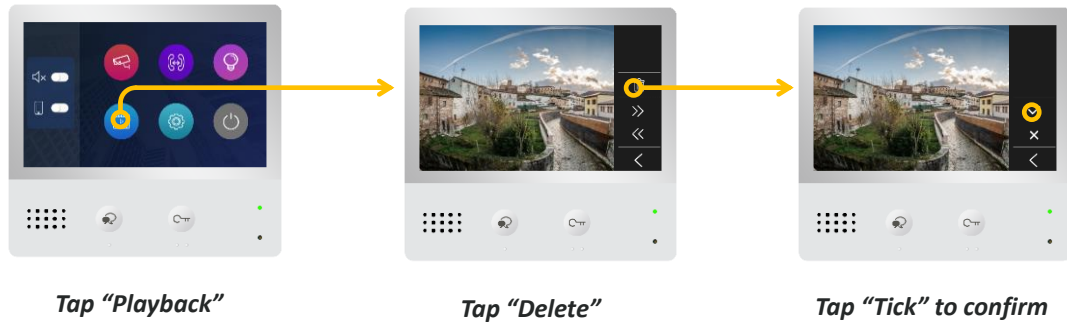 Tap “Playback”
Tap “Delete”
Tap “Tick” to confirm